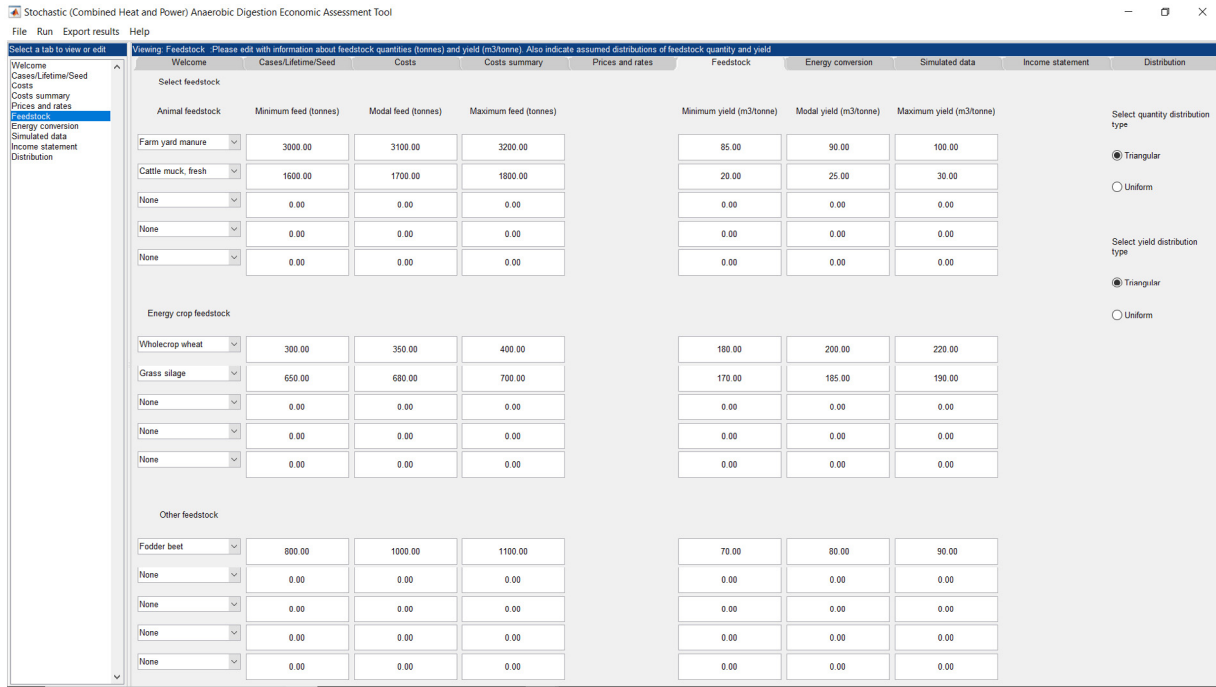 Stochastic (Combined Heat and Power) Anaerobic Digestion Economic Assessment Tool
File Run Export results Help
Select a tab to view or edit
Welcome
Cases/Lifetime/Seed
Costs
Costs summary
Prices and rates
Feedstock
Energy conversion
Simulated data
Income statement
Distribution
Viewing: Feedstock :Please edit with information about feedstock quantities (tonnes) and yield (m3/tonne). Also indicate assumed distributions of feedstock quantity and yield
Welcome Cases/Lifetime/Seed Costs Costs summary Prices and rates Feedstock Energy conversion Simulated data Income statement Distribution
Select feedstock
Animal feedstock Minimum feed (tonnes) Modal feed (tonnes) Maximum feed (tonnes) Minimum yield (m3/tonne) Modal yield (m3/tonne) Maximum yield (m3/tonne)
Farm yard manure 3000.00 3100.00 3200.00 85.00 90.00 100.00
Cattle muck, fresh 1600.00 1700.00 1800.00 20.00 25.00 30.00
None 0.00 0.00 0.00 0.00 0.00 0.00
None 0.00 0.00 0.00 0.00 0.00 0.00
None 0.00 0.00 0.00 0.00 0.00 0.00
Energy crop feedstock
Wholecrop wheat 300.00 350.00 400.00 180.00 200.00 220.00
Grass silage 650.00 680.00 700.00 170.00 185.00 190.00
None 0.00 0.00 0.00 0.00 0.00 0.00
None 0.00 0.00 0.00 0.00 0.00 0.00
None 0.00 0.00 0.00 0.00 0.00 0.00
Other feedstock
Fodder beet 800.00 1000.00 1100.00 70.00 80.00 90.00
None 0.00 0.00 0.00 0.00 0.00 0.00
None 0.00 0.00 0.00 0.00 0.00 0.00
None 0.00 0.00 0.00 0.00 0.00 0.00
None 0.00 0.00 0.00 0.00 0.00 0.00
Select quantity distribution
type
Triangular
Uniform
Select yield distribution
type
Triangular
Uniform